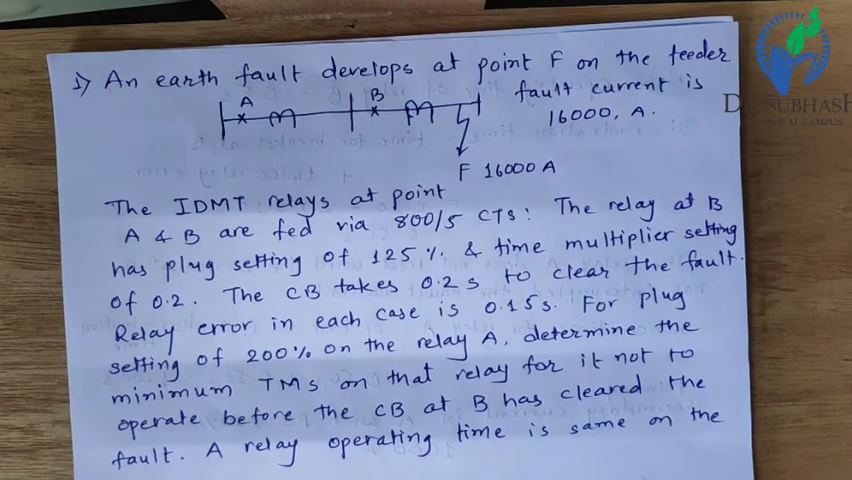 1) An earth fault develops at point F on the feeder
fault current is
16000, A.
A
B
F 16000 A
The IDMT relays at point
A & B are fed via 800/5 CTs: The relay at B
has plug setting of 125 % & time multiplier setting
of 0.2. The CB takes 0.2 s to clear the fault.
Relay error in each case is 0.15s. For plug
setting of 200% on the relay A, determine the
minimum TMs on that relay for it not to
operate before the CB at B has cleared the
fault. A relay operating time is same on the
SUBHASH
CAMPUS